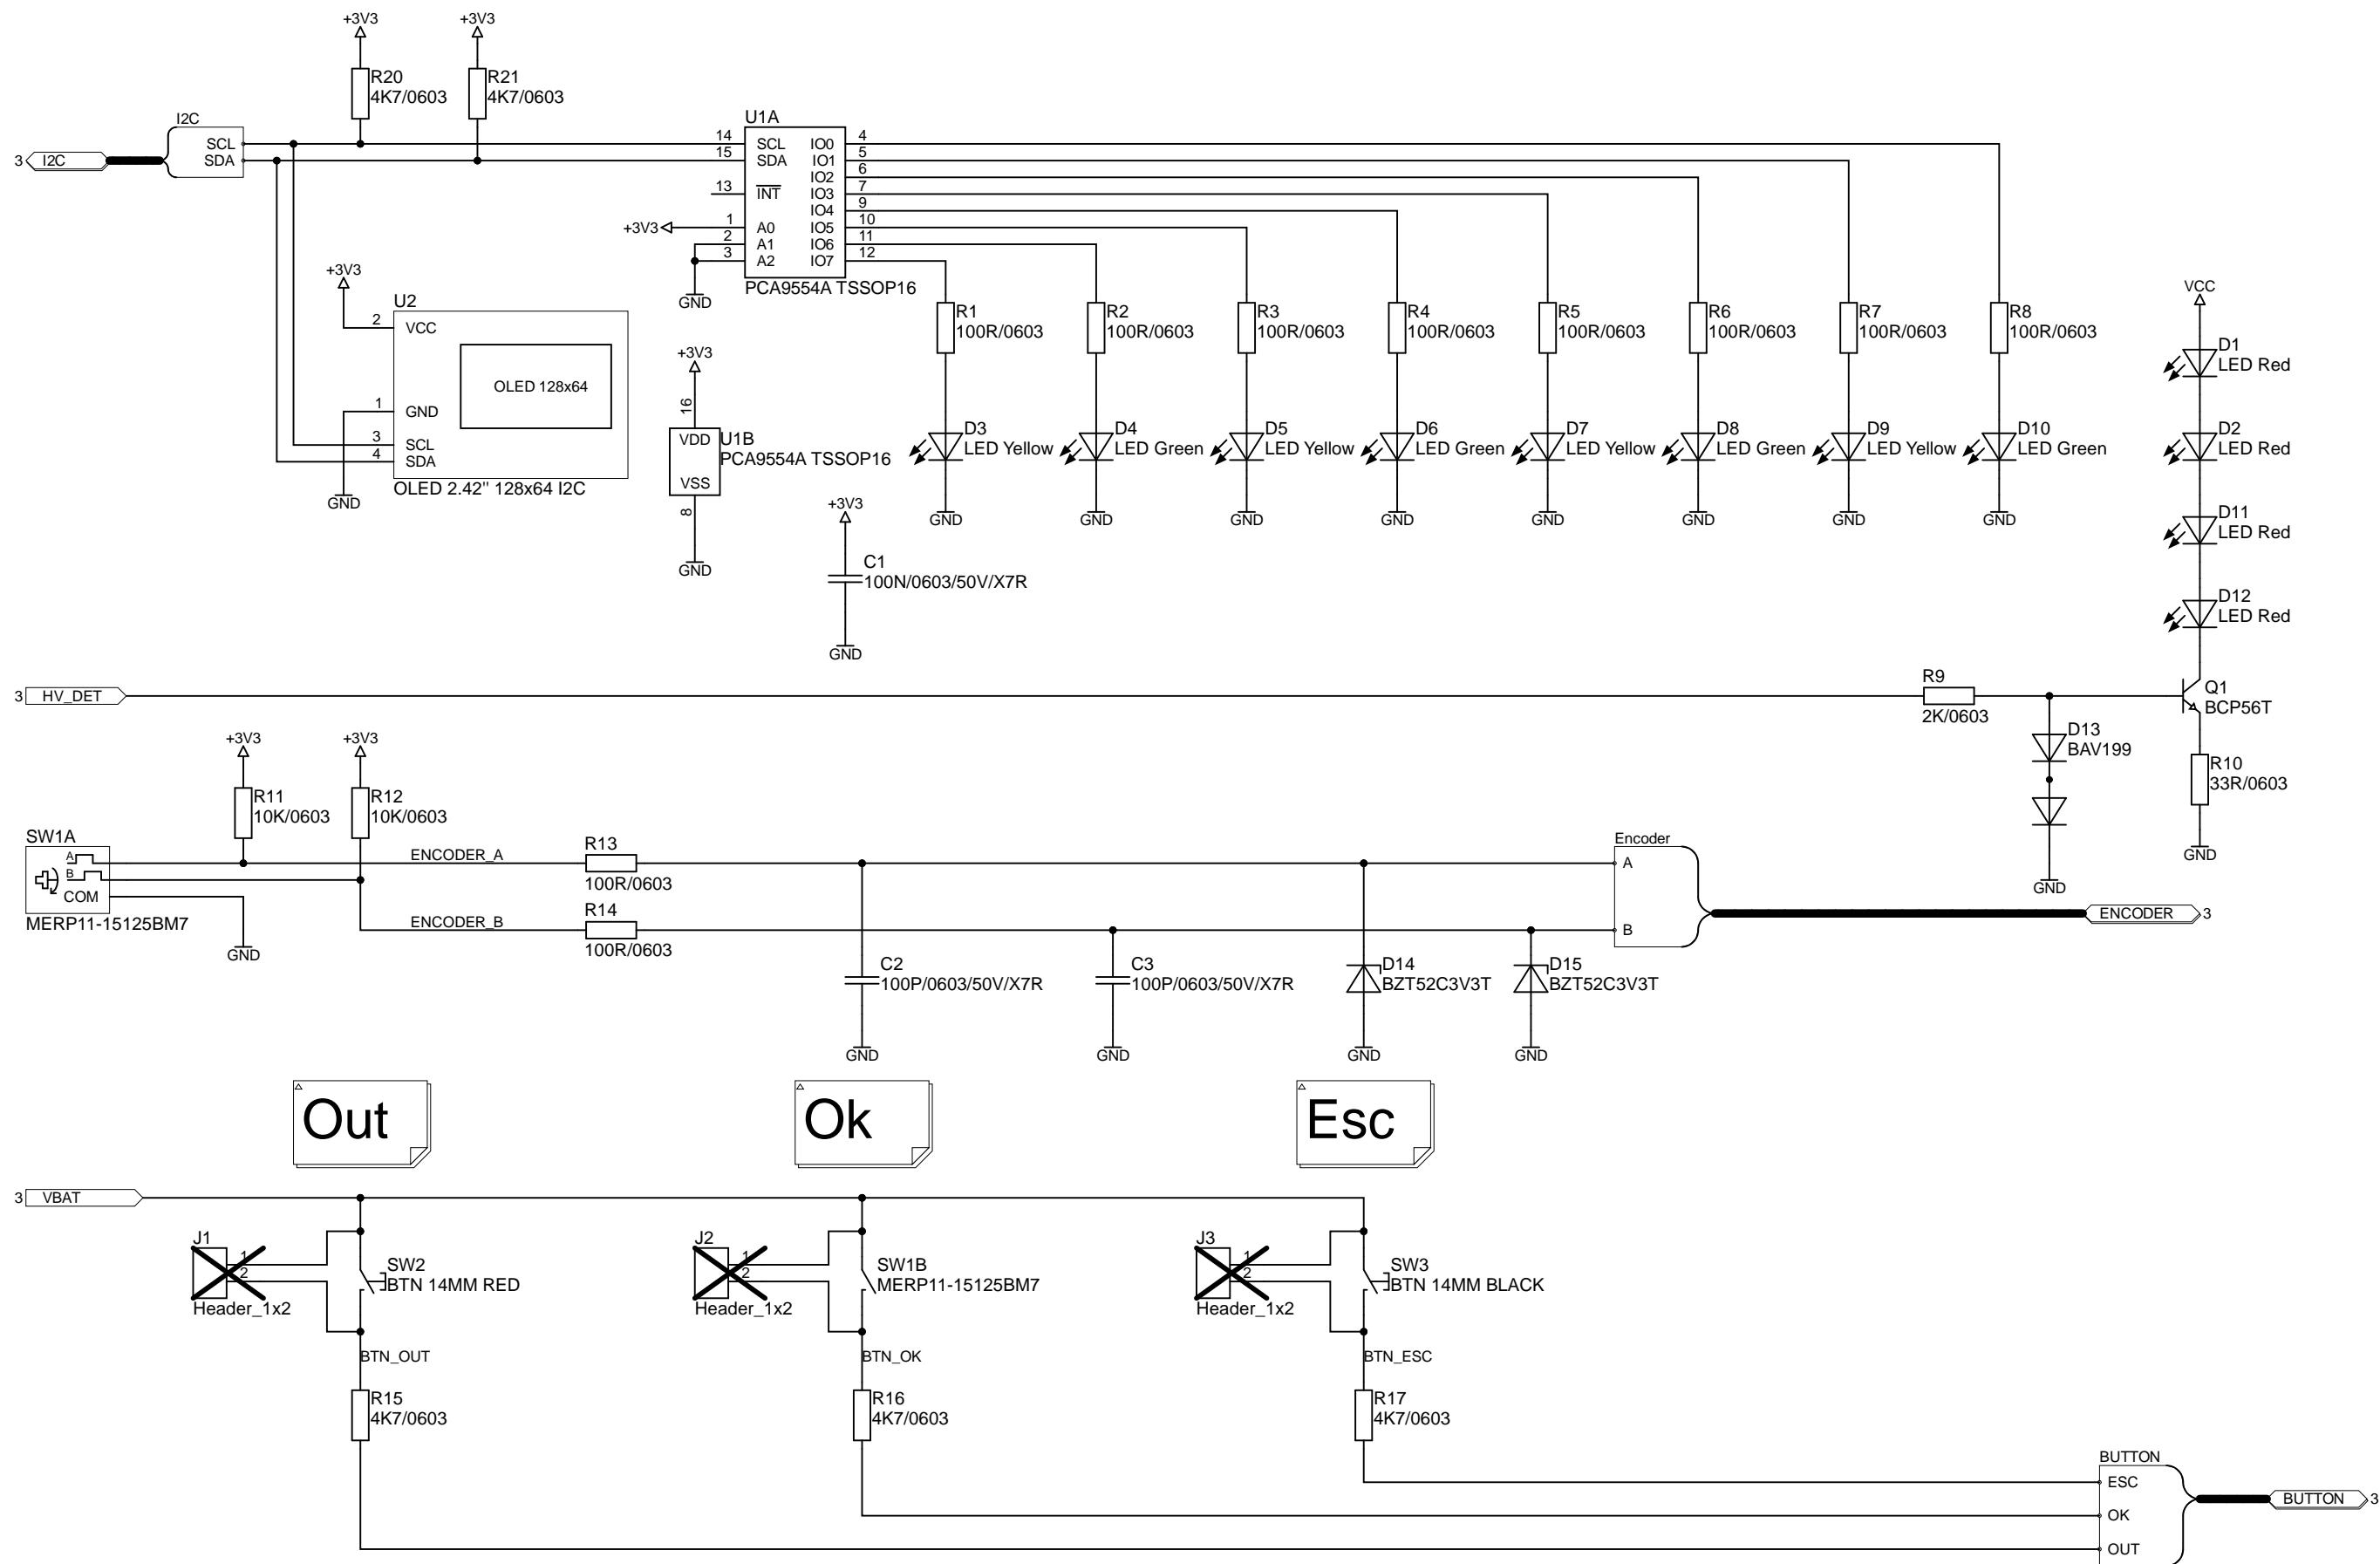 +3V3
+3V3
R20
4K7/0603
R21
4K7/0603
I2C
SCL
SDA
3
I2C
U1A
14
15
13
1
2
3
SCL
SDA
INT
A0
A1
A2
IO0
IO1
IO2
IO3
IO4
IO5
IO6
IO7
4
5
6
7
9
10
11
12
+3V3
GND
PCA9554A TSSOP16
+3V3
U2
2
VCC
1
GND
3
SCL
4
SDA
OLED 128x64
OLED 2.42" 128x64 I2C
GND
+3V3
16
VDD
VSS
8
U1B
PCA9554A TSSOP16
GND
+3V3
C1
100N/0603/50V/X7R
GND
R1
100R/0603
R2
100R/0603
R3
100R/0603
R4
100R/0603
R5
100R/0603
R6
100R/0603
R7
100R/0603
R8
100R/0603
D3
LED Yellow
D4
LED Green
D5
LED Yellow
D6
LED Green
D7
LED Yellow
D8
LED Green
D9
LED Yellow
D10
LED Green
GND
GND
GND
GND
GND
GND
GND
GND
VCC
D1
LED Red
D2
LED Red
D11
LED Red
D12
LED Red
3
HV_DET
R9
2K/0603
Q1
BCP56T
D13
BAV199
R10
33R/0603
GND
GND
+3V3
+3V3
R11
10K/0603
R12
10K/0603
SW1A
A
B
COM
MERP11-15125BM7
GND
ENCODER_A
R13
100R/0603
ENCODER_B
R14
100R/0603
C2
100P/0603/50V/X7R
C3
100P/0603/50V/X7R
D14
BZT52C3V3T
D15
BZT52C3V3T
GND
GND
GND
GND
Encoder
A
B
ENCODER
3
Out
Ok
Esc
3
VBAT
J1
1
2
Header_1x2
SW2
BTN 14MM RED
J2
1
2
Header_1x2
SW1B
MERP11-15125BM7
J3
1
2
Header_1x2
SW3
BTN 14MM BLACK
BTN_OUT
BTN_OK
BTN_ESC
R15
4K7/0603
R16
4K7/0603
R17
4K7/0603
BUTTON
ESC
OK
OUT
BUTTON
3